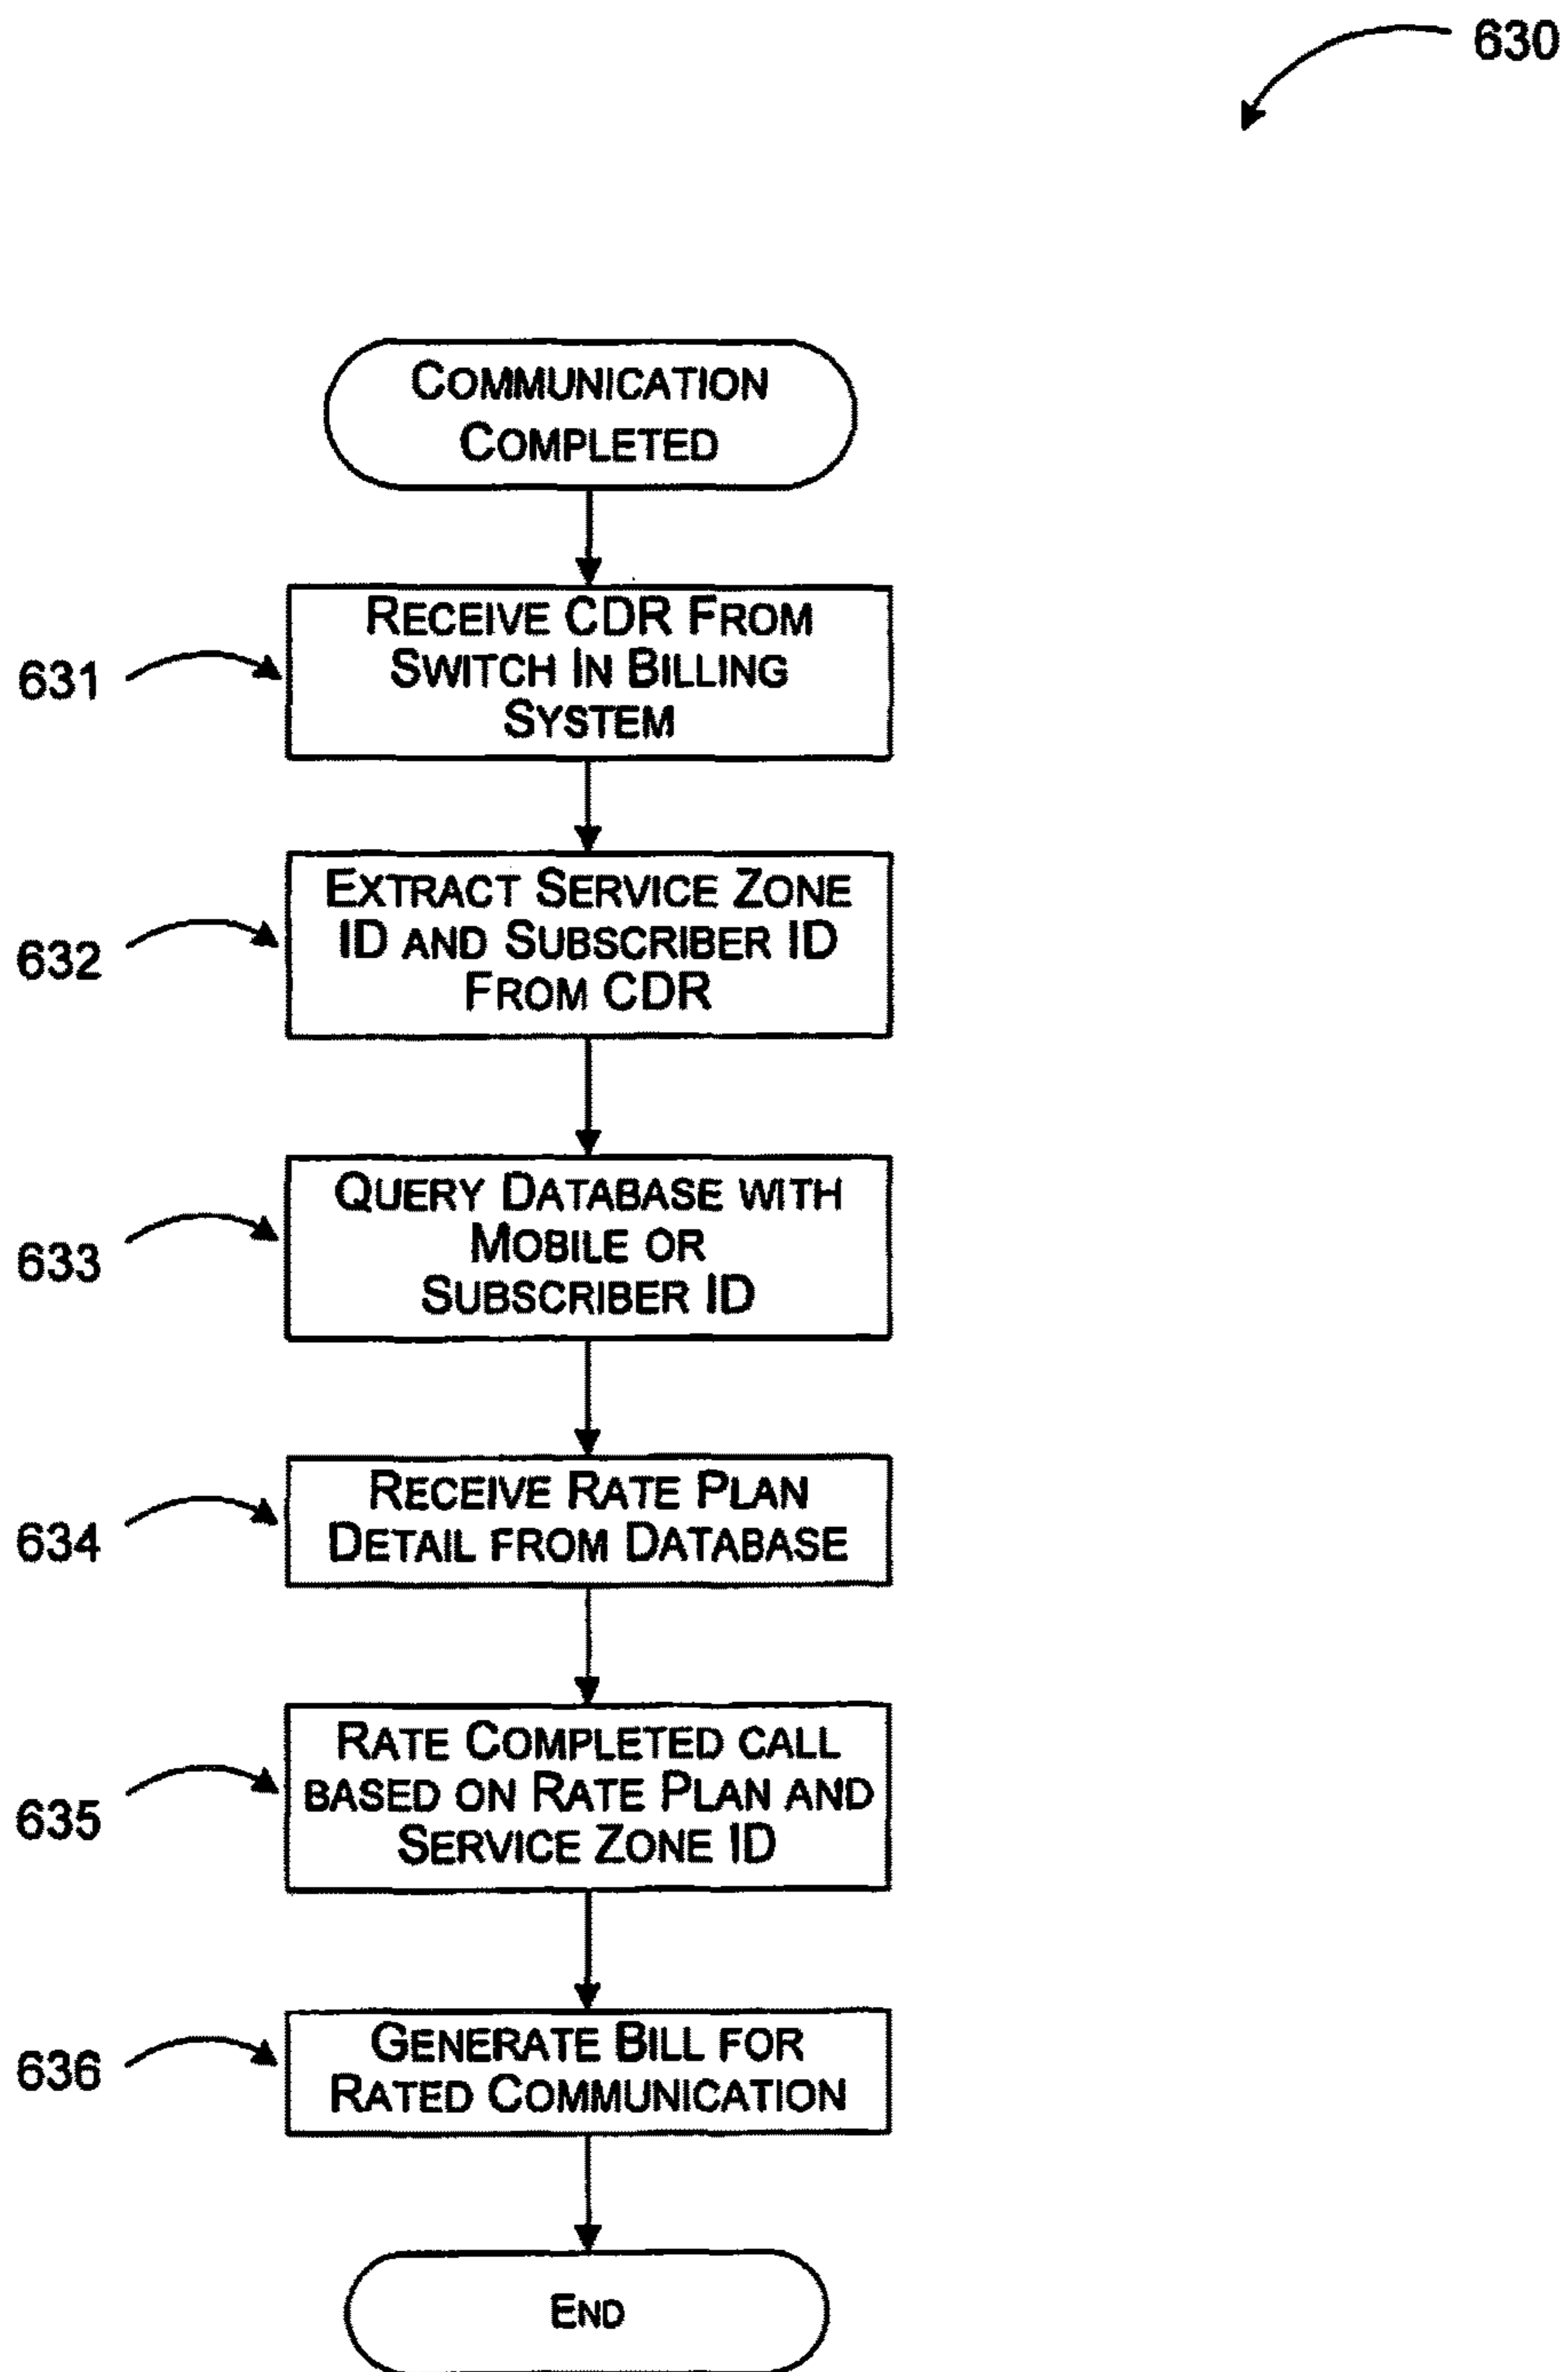 630
COMMUNICATION
COMPLETED
631
RECEIVE CDR FROM
SWITCH IN BILLING
SYSTEM
632
EXTRACT SERVICE ZONE
ID AND SUBSCRIBER ID
FROM CDR
633
QUERY DATABASE WITH
MOBILE OR
SUBSCRIBER ID
634
RECEIVE RATE PLAN
DETAIL FROM DATABASE
635
RATE COMPLETED CALL
BASED ON RATE PLAN AND
SERVICE ZONE ID
636
GENERATE BILL FOR
RATED COMMUNICATION
END